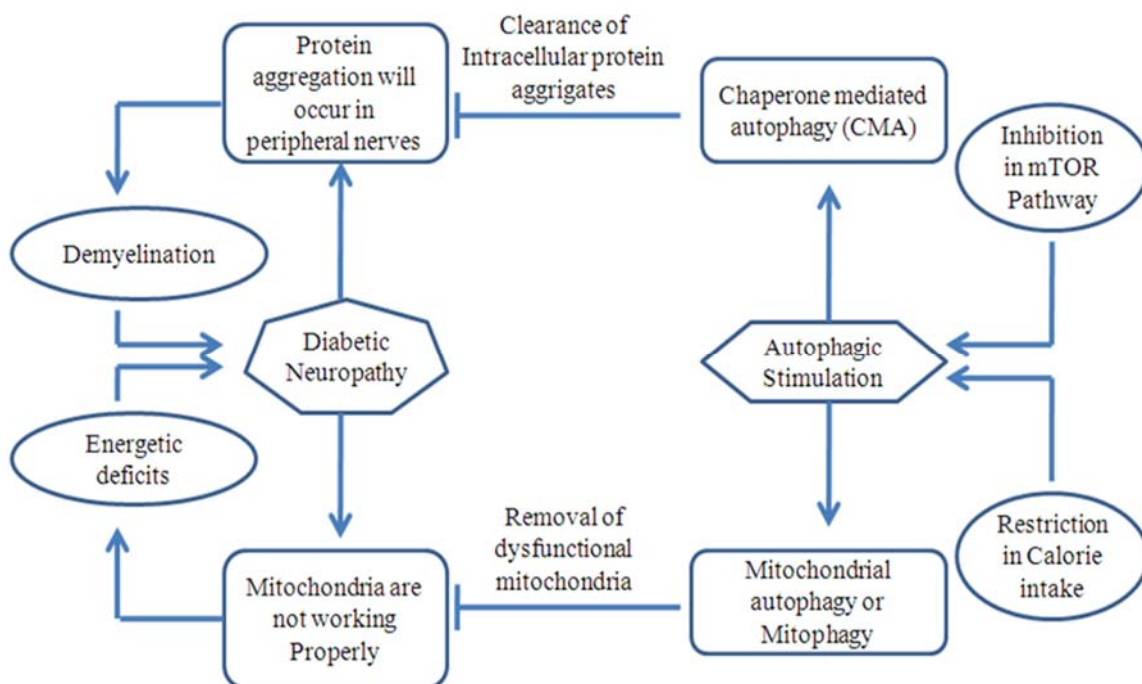 Protein
aggregation will
occur in
peripheral nerves
Clearance of
Intracellular protein
aggrigates
Chaperone mediated
autophagy (CMA)
Inhibition
in mTOR
Pathway
Demyelination
Diabetic
Neuropathy
Autophagic
Stimulation
Energetic
deficits
Removal of
dysfunctional
mitochondria
Restriction
in Calorie
intake
Mitochondria are
not working
Properly
Mitochondrial
autophagy or
Mitophagy